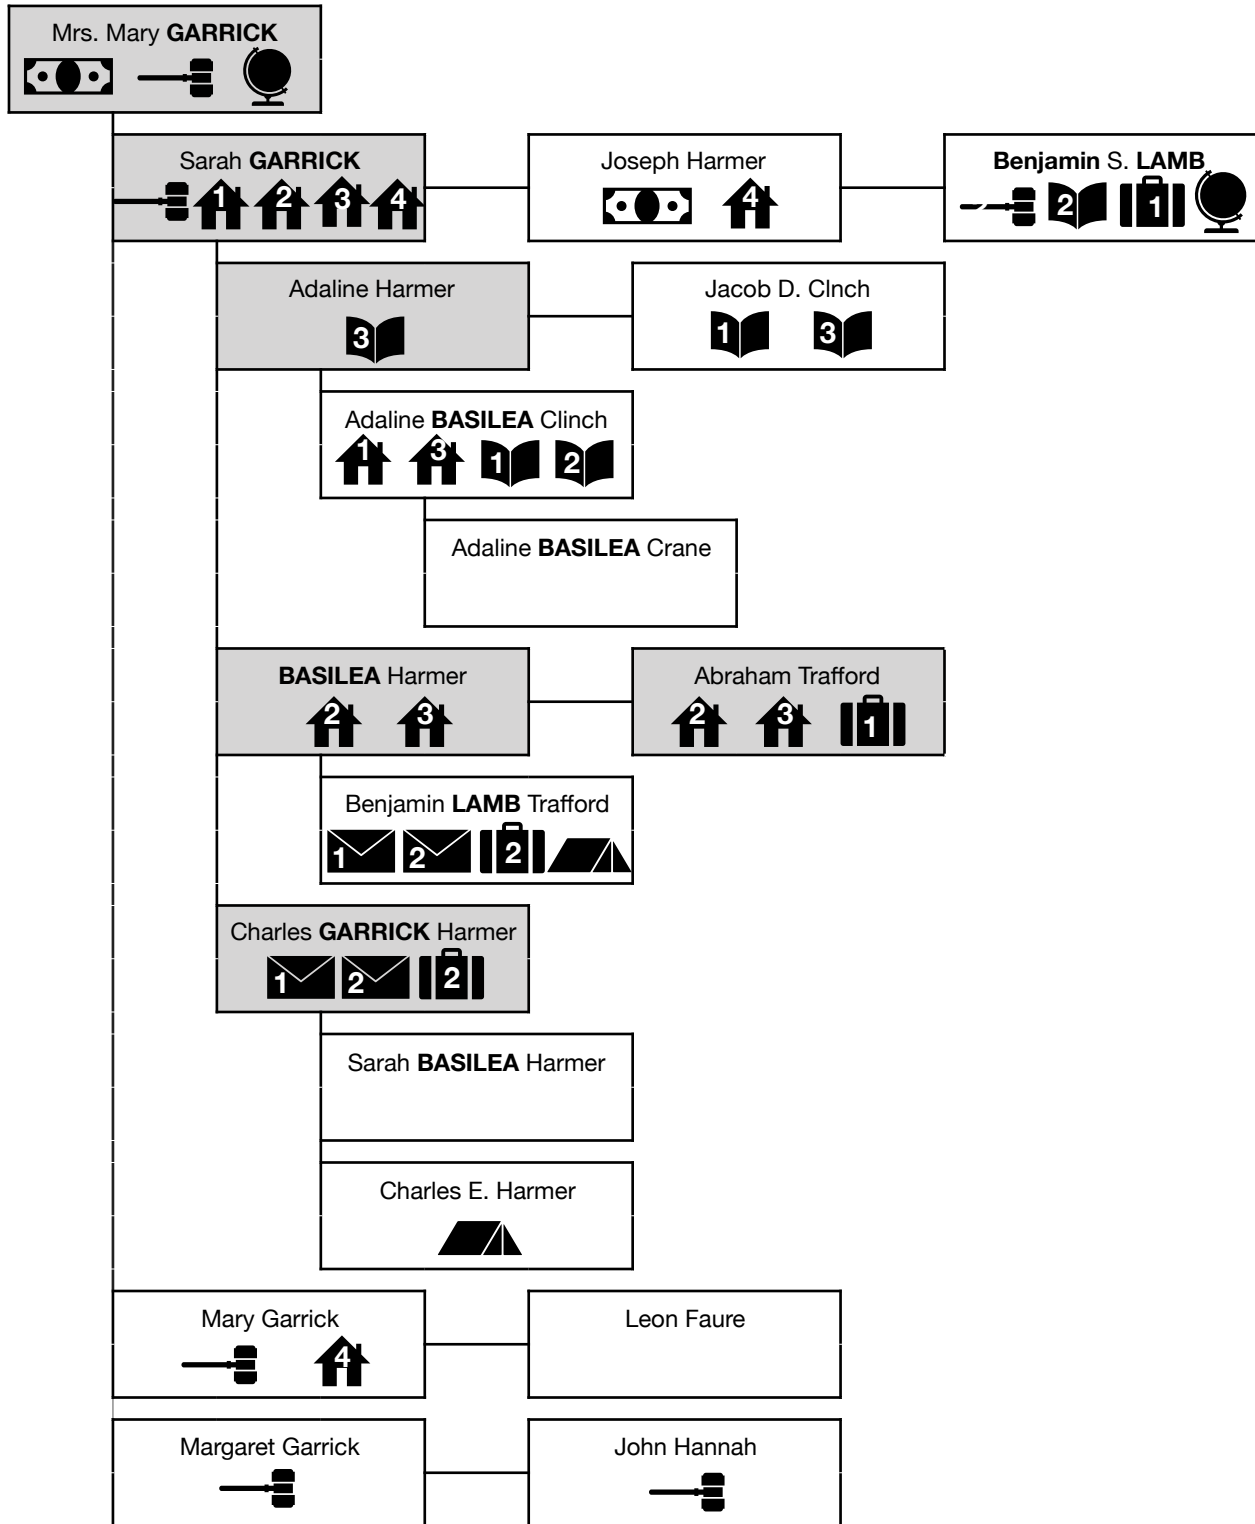 Mrs. Mary GARRICK
Sarah GARRICK
1 2 3 4
Joseph Harmer
4
Benjamin S. LAMB
2 1
Adaline Harmer
3
Jacob D. Clnch
1 3
Adaline BASILEA Clinch
1 3 1 2
Adaline BASILEA Crane
BASILEA Harmer
2 3
Abraham Trafford
2 3 1
Benjamin LAMB Trafford
1 2 2
Charles GARRICK Harmer
1 2 2
Sarah BASILEA Harmer
Charles E. Harmer
Mary Garrick
4
Leon Faure
Margaret Garrick
John Hannah